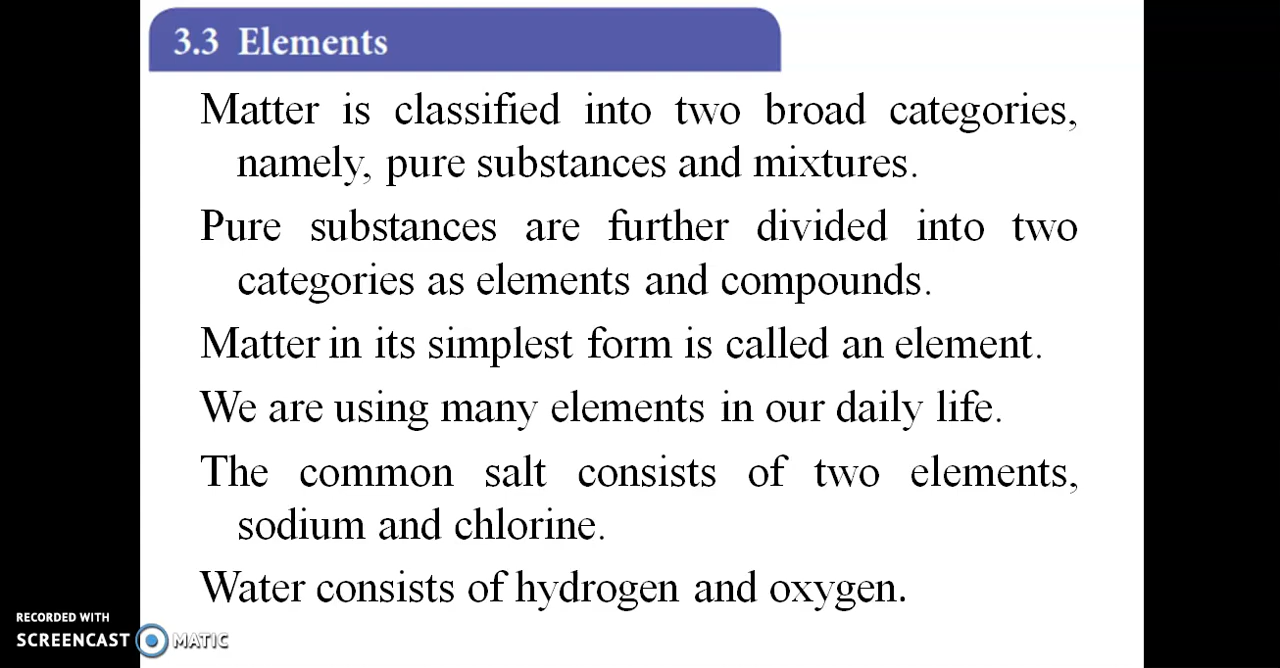 3.3 Elements
Matter is classified into two broad categories,
namely, pure substances and mixtures.
Pure substances are further divided into two
categories as elements and compounds.
Matter in its simplest form is called an element.
We are using many elements in our daily life.
The common salt consists of two elements,
sodium and chlorine.
Water consists of hydrogen and oxygen.
RECORDED WITH
SCREENCAST MATIC